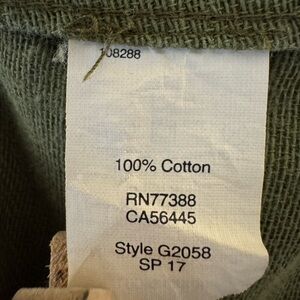 108288
100% Cotton
RN77388
CA56445
Style G2058
SP 17